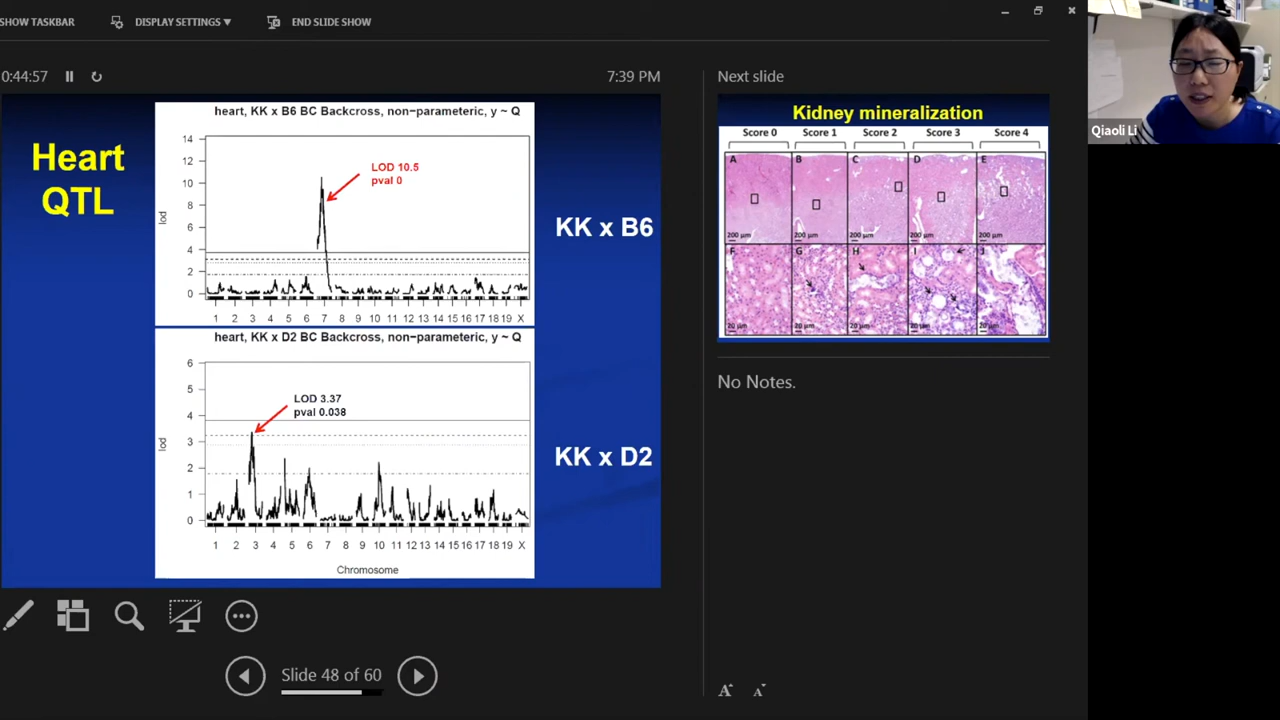 SHOW TASKBAR
DISPLAY SETTINGS ▼
END SLIDE SHOW
0:44:57
7:39 PM
Next slide
Heart
QTL
heart, KK x B6 BC Backcross, non−parameteric, y ~ Q
14
12
10
8
6
4
2
0
lod
LOD 10.5
pval 0
1 2 3 4 5 6 7 8 9 10 11 12 13 14 15 16 17 18 19 X
KK x B6
heart, KK x D2 BC Backcross, non−parameteric, y ~ Q
6
5
4
3
2
1
0
lod
LOD 3.37
pval 0.038
1 2 3 4 5 6 7 8 9 10 11 12 13 14 15 16 17 18 19 X
Chromosome
KK x D2
Kidney mineralization
Score 0 Score 1 Score 2 Score 3 Score 4
A B C D E
200 μm 200 μm 200 μm 200 μm 200 μm
F G H I J
20 μm 20 μm 20 μm 20 μm 20 μm
No Notes.
Slide 48 of 60
A A
Qiaoli Li